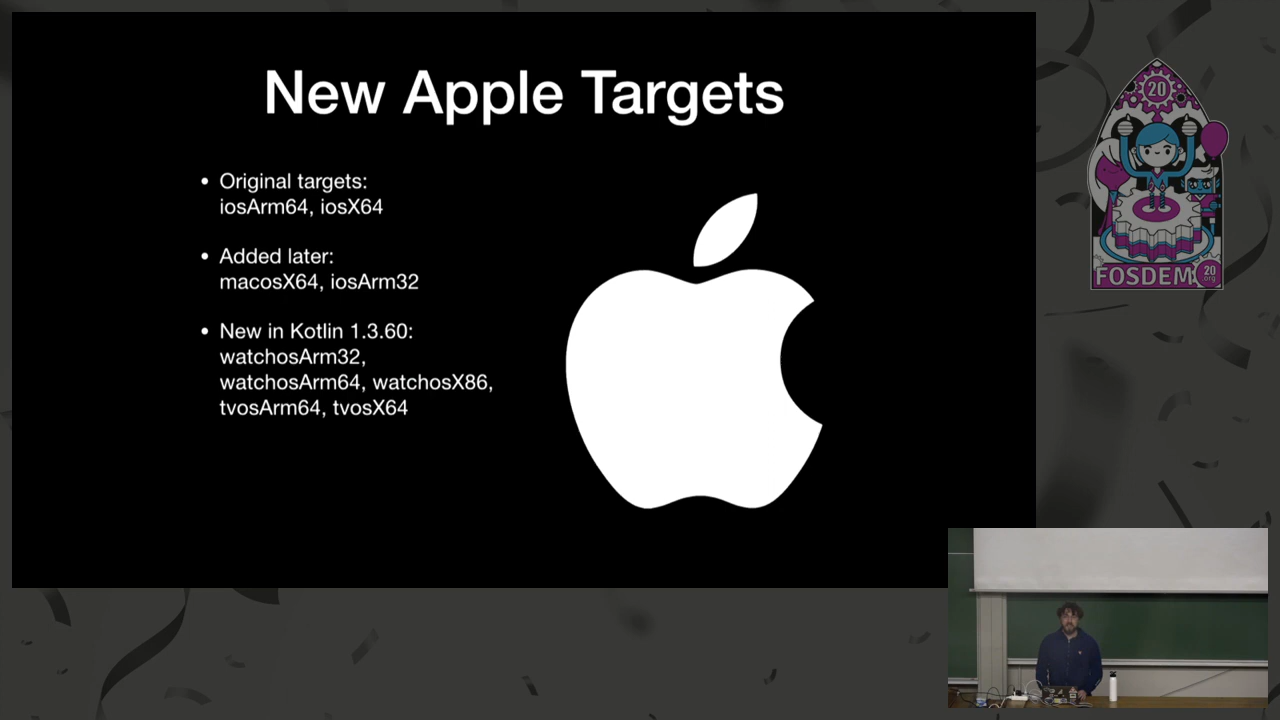 New Apple Targets
• Original targets:
iosArm64, iosX64
• Added later:
macosX64, iosArm32
• New in Kotlin 1.3.60:
watchosArm32,
watchosArm64, watchosX86,
tvosArm64, tvosX64
20
FOSDEM
20
.org